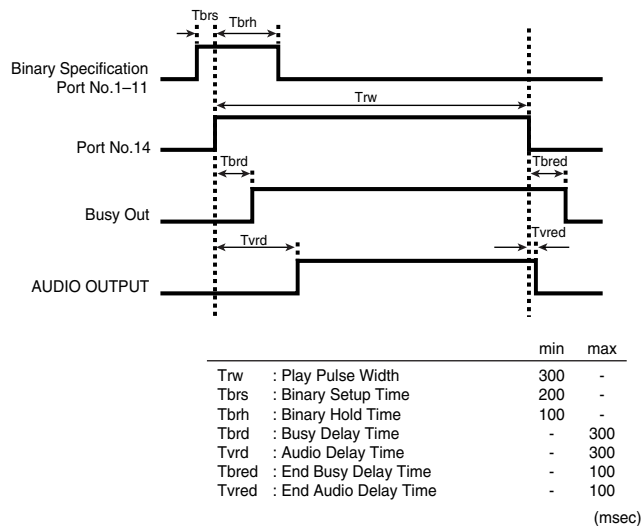 Tbrs
Tbrh
Binary Specification
Port No.1–11
Trw
Port No.14
Tbrd
Tbred
Busy Out
Tvrd
Tvred
AUDIO OUTPUT
min max
Trw : Play Pulse Width 300 -
Tbrs : Binary Setup Time 200 -
Tbrh : Binary Hold Time 100 -
Tbrd : Busy Delay Time - 300
Tvrd : Audio Delay Time - 300
Tbred : End Busy Delay Time - 100
Tvred : End Audio Delay Time - 100
(msec)